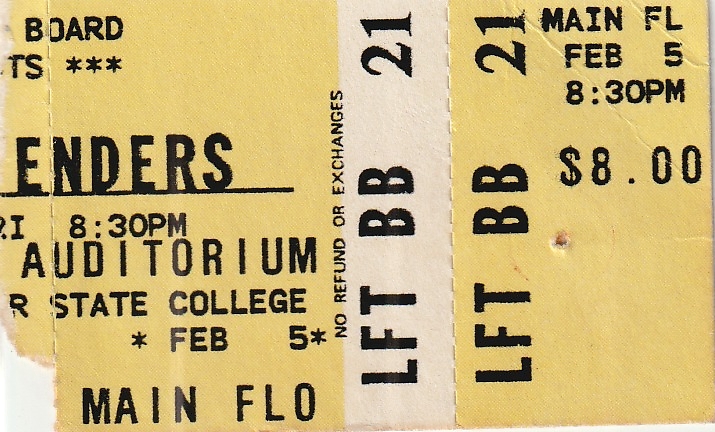 BOARD
TS ***
ENDERS
RI 8:30PM
AUDITORIUM
R STATE COLLEGE
* FEB 5*
MAIN FLO
NO REFUND OR EXCHANGES
LFT BB 21
LFT BB 21
MAIN FL
FEB 5
8:30PM
$8.00